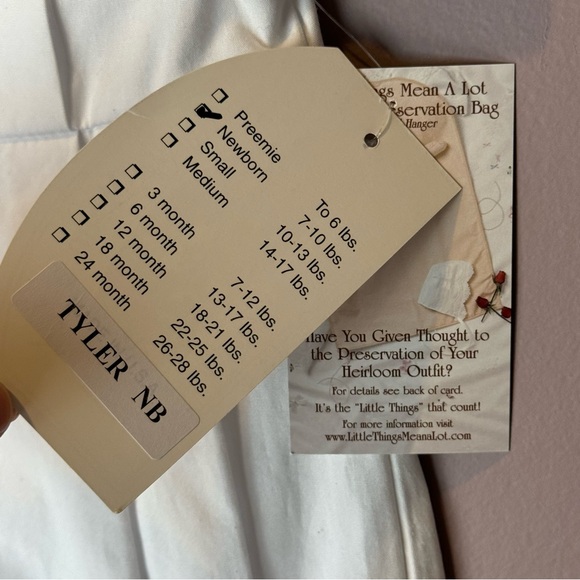 Preemie To 6 lbs.
Newborn 7-10 lbs.
Small 10-13 lbs.
Medium 14-17 lbs.
3 month 7-12 lbs.
6 month 13-17 lbs.
12 month 18-21 lbs.
18 month 22-25 lbs.
24 month 26-28 lbs.
TYLER NB
Mean A Lot
Bag
Hanger
Have You Given Thought to
the Preservation of Your
Heirloom Outfit?
For details see back of card.
It's the "Little Things" that count!
For more information visit
www.LittleThingsMeanaLot.com